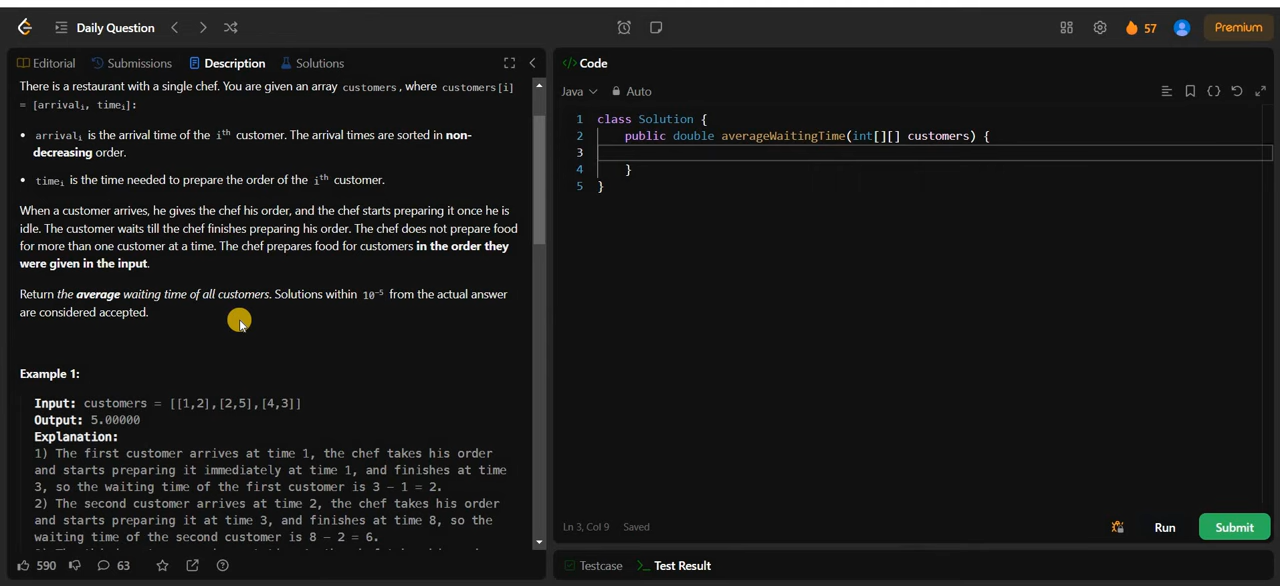 Daily Question
57
Premium
Editorial
Submissions
Description
Solutions
There is a restaurant with a single chef. You are given an array customers, where customers[i]
= [arrivali, timei]:
• arrivali is the arrival time of the ith customer. The arrival times are sorted in non-
decreasing order.
• timei is the time needed to prepare the order of the ith customer.
When a customer arrives, he gives the chef his order, and the chef starts preparing it once he is
idle. The customer waits till the chef finishes preparing his order. The chef does not prepare food
for more than one customer at a time. The chef prepares food for customers in the order they
were given in the input.
Return the average waiting time of all customers. Solutions within 10-5 from the actual answer
are considered accepted.
Example 1:
Input: customers = [[1,2],[2,5],[4,3]]
Output: 5.00000
Explanation:
1) The first customer arrives at time 1, the chef takes his order
and starts preparing it immediately at time 1, and finishes at time
3, so the waiting time of the first customer is 3 - 1 = 2.
2) The second customer arrives at time 2, the chef takes his order
and starts preparing it at time 3, and finishes at time 8, so the
waiting time of the second customer is 8 - 2 = 6.
590
63
</> Code
Java
Auto
1 class Solution {
2 public double averageWaitingTime(int[][] customers) {
3
4 }
5 }
Ln 3, Col 9 Saved
Run
Submit
Testcase
>_ Test Result